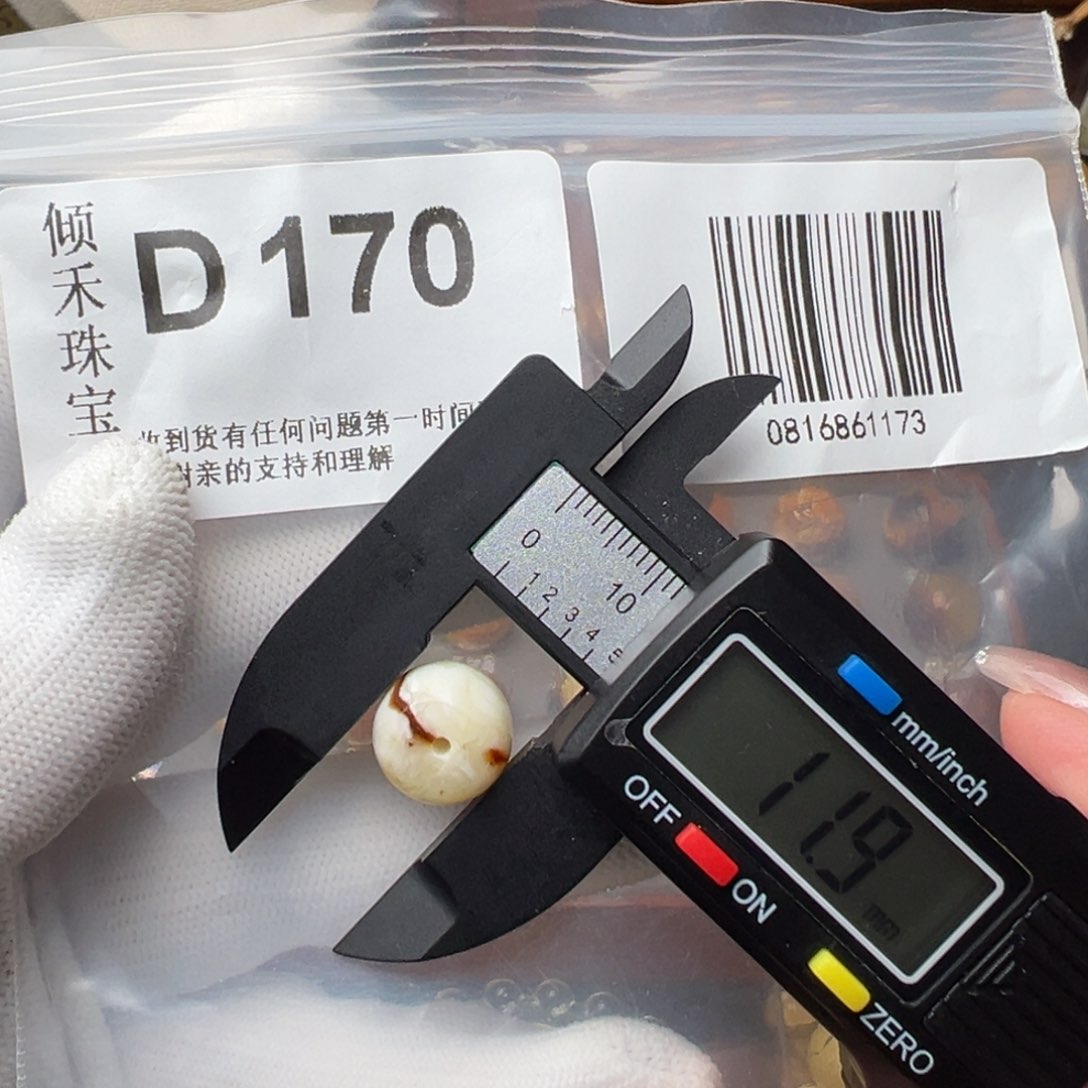 倾禾珠宝
D170
收到货有任何问题第一时间
谢亲的支持和理解
0816861173
0
10
1 2 3 4 5
mm/inch
11.9
mm
OFF
ON
ZERO